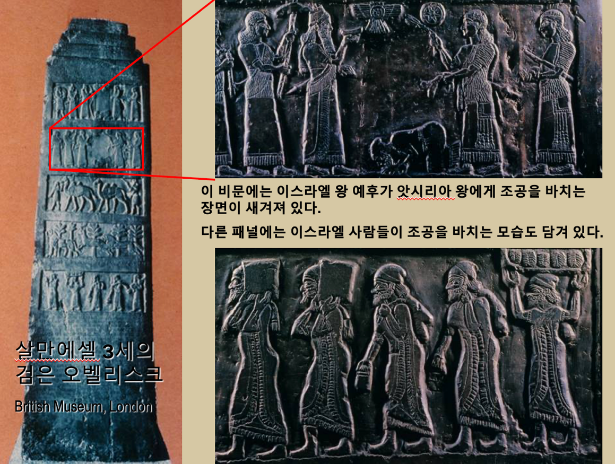 이 비문에는 이스라엘 왕 예후가 앗시리아 왕에게 조공을 바치는
장면이 새겨져 있다.
다른 패널에는 이스라엘 사람들이 조공을 바치는 모습도 담겨 있다.
살만에셀 3세의
검은 오벨리스크
British Museum, London